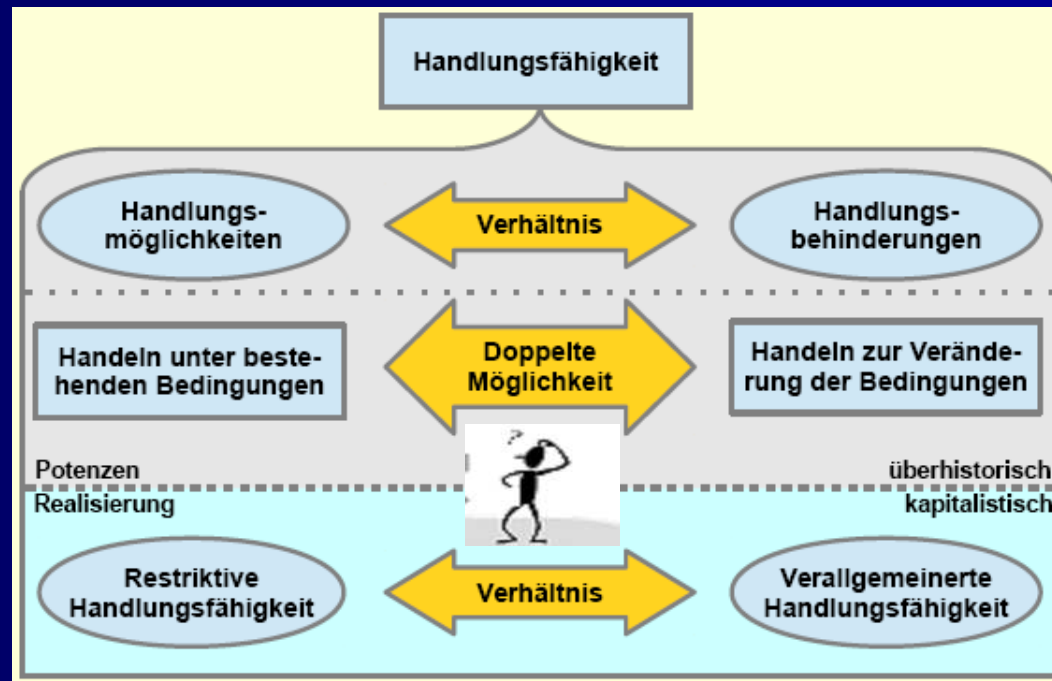 Handlungsfähigkeit
Handlungs-
möglichkeiten
Verhältnis
Handlungs-
behinderungen
Handeln unter beste-
henden Bedingungen
Doppelte
Möglichkeit
Handeln zur Verände-
rung der Bedingungen
?
Potenzen
überhistorisch
Realisierung
kapitalistisch
Restriktive
Handlungsfähigkeit
Verhältnis
Verallgemeinerte
Handlungsfähigkeit